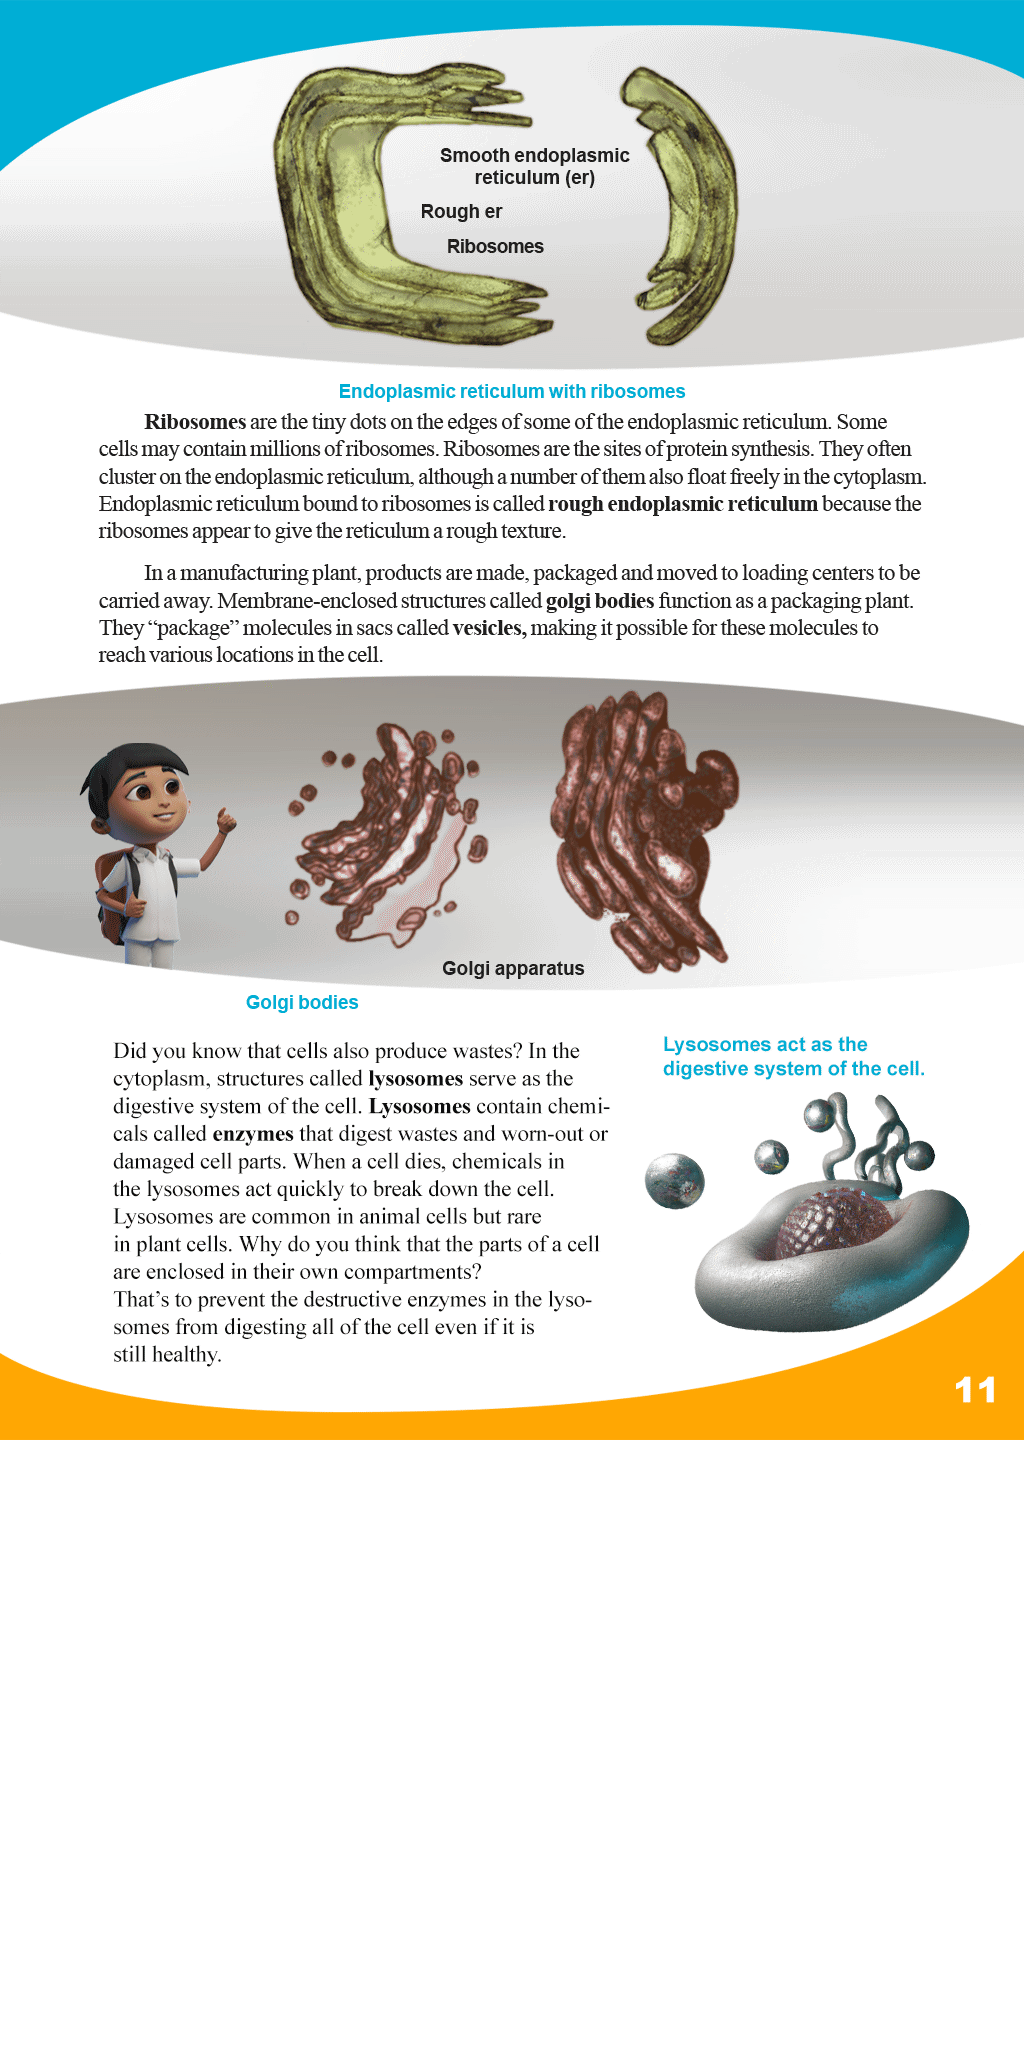 Smooth endoplasmic
reticulum (er)
Rough er
Ribosomes
Endoplasmic reticulum with ribosomes
Ribosomes are the tiny dots on the edges of some of the endoplasmic reticulum. Some
cells may contain millions of ribosomes. Ribosomes are the sites of protein synthesis. They often
cluster on the endoplasmic reticulum, although a number of them also float freely in the cytoplasm.
Endoplasmic reticulum bound to ribosomes is called rough endoplasmic reticulum because the
ribosomes appear to give the reticulum a rough texture.
In a manufacturing plant, products are made, packaged and moved to loading centers to be
carried away. Membrane-enclosed structures called golgi bodies function as a packaging plant.
They “package” molecules in sacs called vesicles, making it possible for these molecules to
reach various locations in the cell.
Golgi apparatus
Golgi bodies
Did you know that cells also produce wastes? In the
cytoplasm, structures called lysosomes serve as the
digestive system of the cell. Lysosomes contain chemi-
cals called enzymes that digest wastes and worn-out or
damaged cell parts. When a cell dies, chemicals in
the lysosomes act quickly to break down the cell.
Lysosomes are common in animal cells but rare
in plant cells. Why do you think that the parts of a cell
are enclosed in their own compartments?
That’s to prevent the destructive enzymes in the lyso-
somes from digesting all of the cell even if it is
still healthy.
Lysosomes act as the
digestive system of the cell.
11